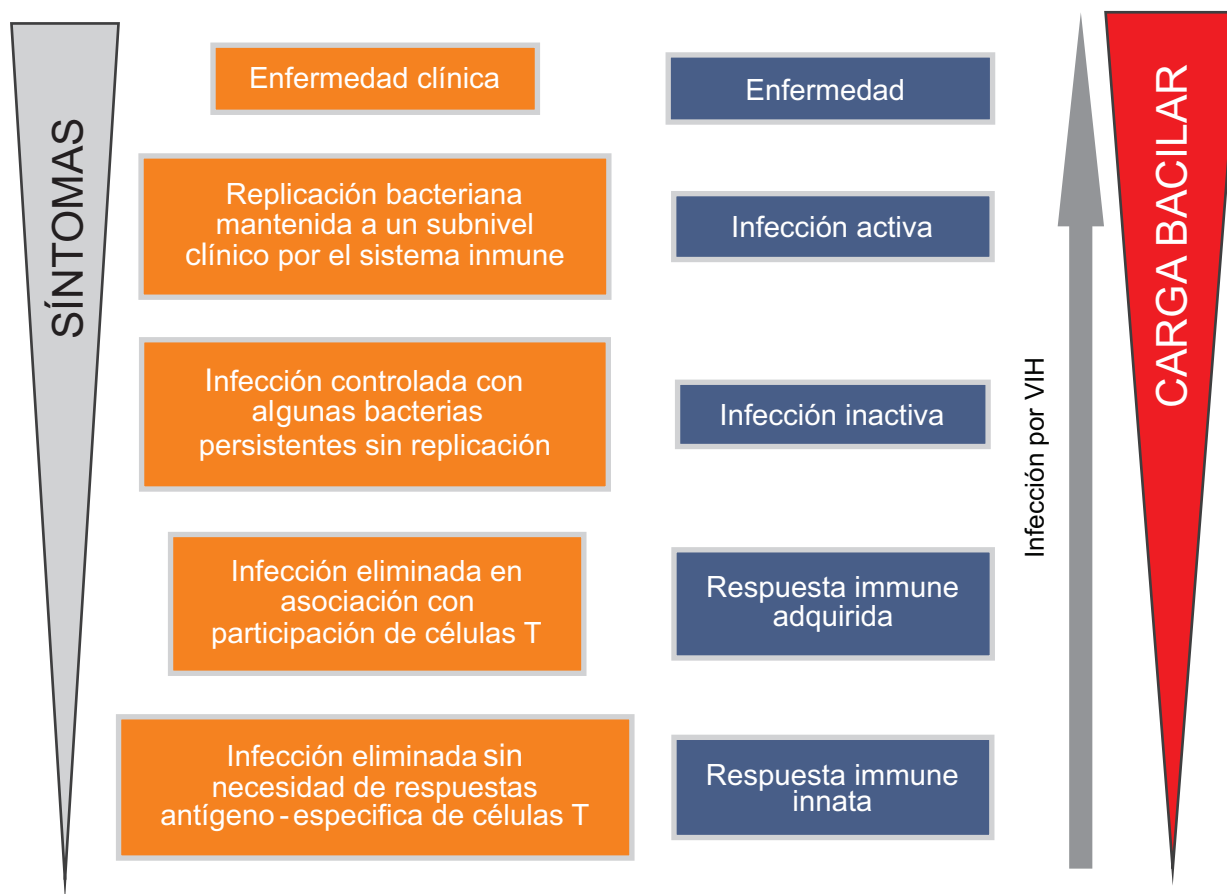 SÍNTOMAS
Enfermedad clínica
Enfermedad
Replicación bacteriana
mantenida a un subnivel
clínico por el sistema inmune
Infección activa
Infección controlada con
algunas bacterias
persistentes sin replicación
Infección inactiva
Infección eliminada en
asociación con
participación de células T
Respuesta immune
adquirida
Infección eliminada sin
necesidad de respuestas
antígeno-especifica de células T
Respuesta immune
innata
Infección por VIH
CARGA BACILAR